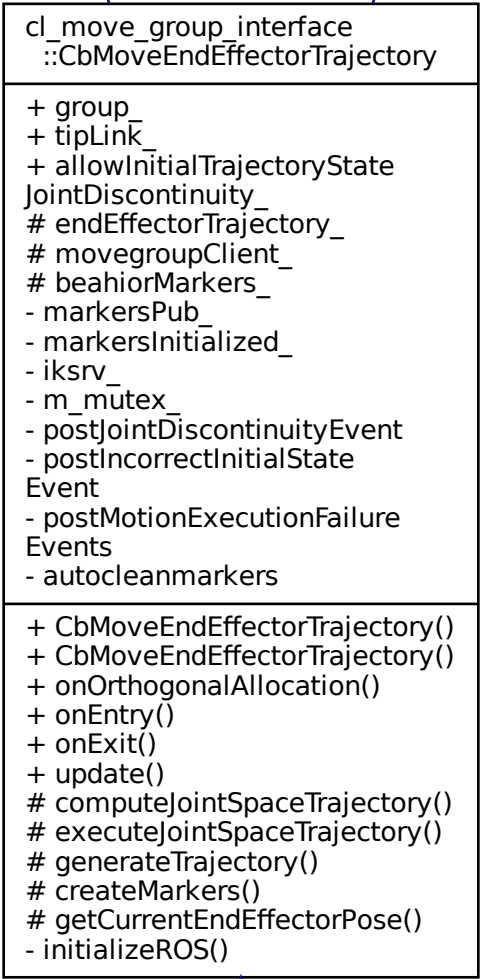 cl_move_group_interface
::CbMoveEndEffectorTrajectory
+ group_
+ tipLink_
+ allowInitialTrajectoryState
JointDiscontinuity_
# endEffectorTrajectory_
# movegroupClient_
# beahiorMarkers_
- markersPub_
- markersInitialized_
- iksrv_
- m_mutex_
- postJointDiscontinuityEvent
- postIncorrectInitialState
Event
- postMotionExecutionFailure
Events
- autocleanmarkers
+ CbMoveEndEffectorTrajectory()
+ CbMoveEndEffectorTrajectory()
+ onOrthogonalAllocation()
+ onEntry()
+ onExit()
+ update()
# computeJointSpaceTrajectory()
# executeJointSpaceTrajectory()
# generateTrajectory()
# createMarkers()
# getCurrentEndEffectorPose()
- initializeROS()